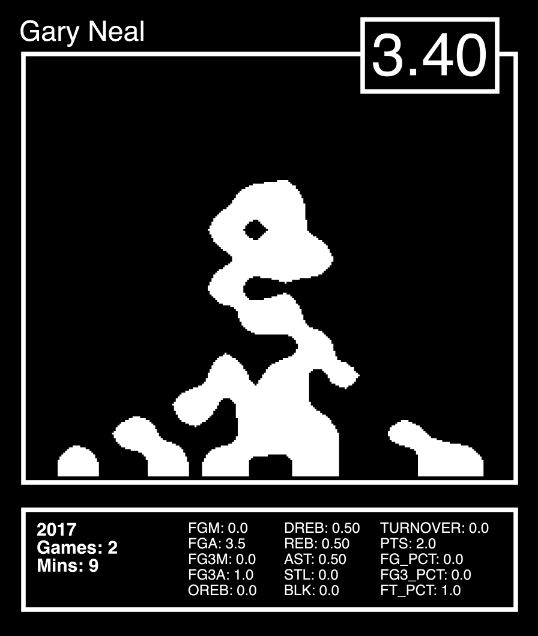 Gary Neal
3.40
2017
Games: 2
Mins: 9
FGM: 0.0
FGA: 3.5
FG3M: 0.0
FG3A: 1.0
OREB: 0.0
DREB: 0.50
REB: 0.50
AST: 0.50
STL: 0.0
BLK: 0.0
TURNOVER: 0.0
PTS: 2.0
FG_PCT: 0.0
FG3_PCT: 0.0
FT_PCT: 1.0